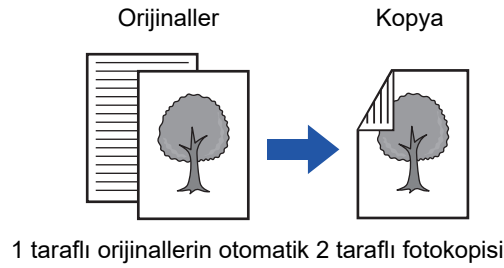 Orijinaller Kopya
1 taraflı orijinallerin otomatik 2 taraflı fotokopisi